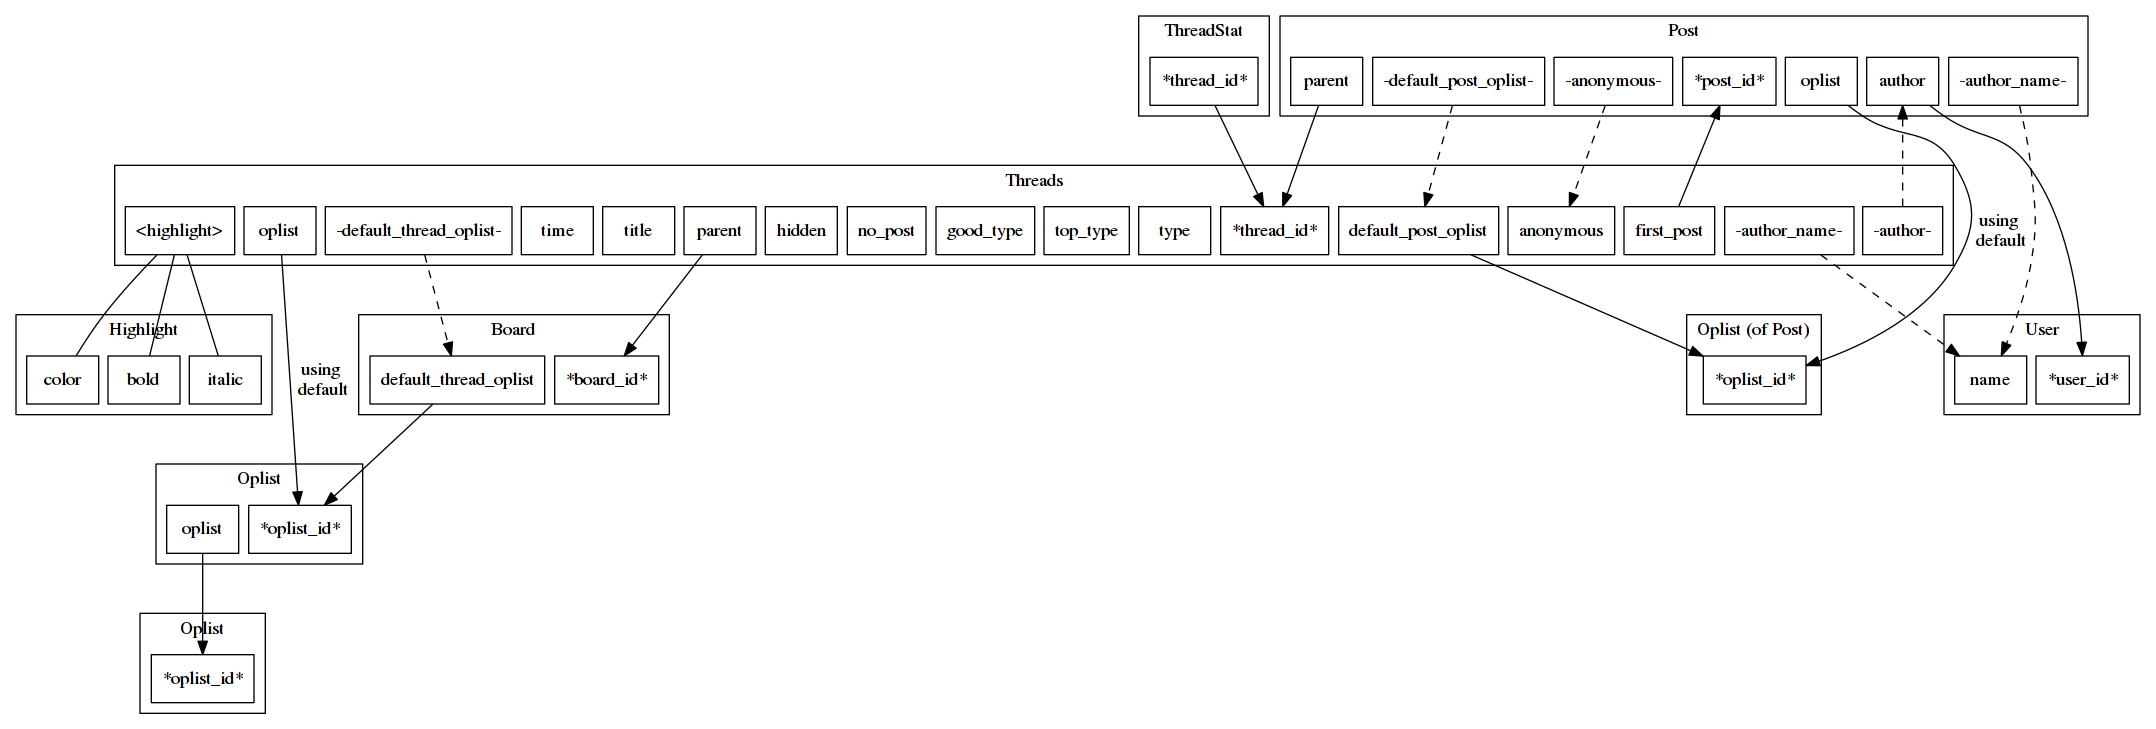 ThreadStat
Post
*thread_id*
parent
-default_post_oplist-
-anonymous-
*post_id*
oplist
author
-author_name-
Threads
<highlight>
oplist
-default_thread_oplist-
time
title
parent
hidden
no_post
good_type
top_type
type
*thread_id*
default_post_oplist
anonymous
first_post
-author_name-
-author-
using
default
Highlight
color
bold
italic
using
default
Board
default_thread_oplist
*board_id*
Oplist (of Post)
*oplist_id*
User
name
*user_id*
Oplist
oplist
*oplist_id*
Oplist
*oplist_id*